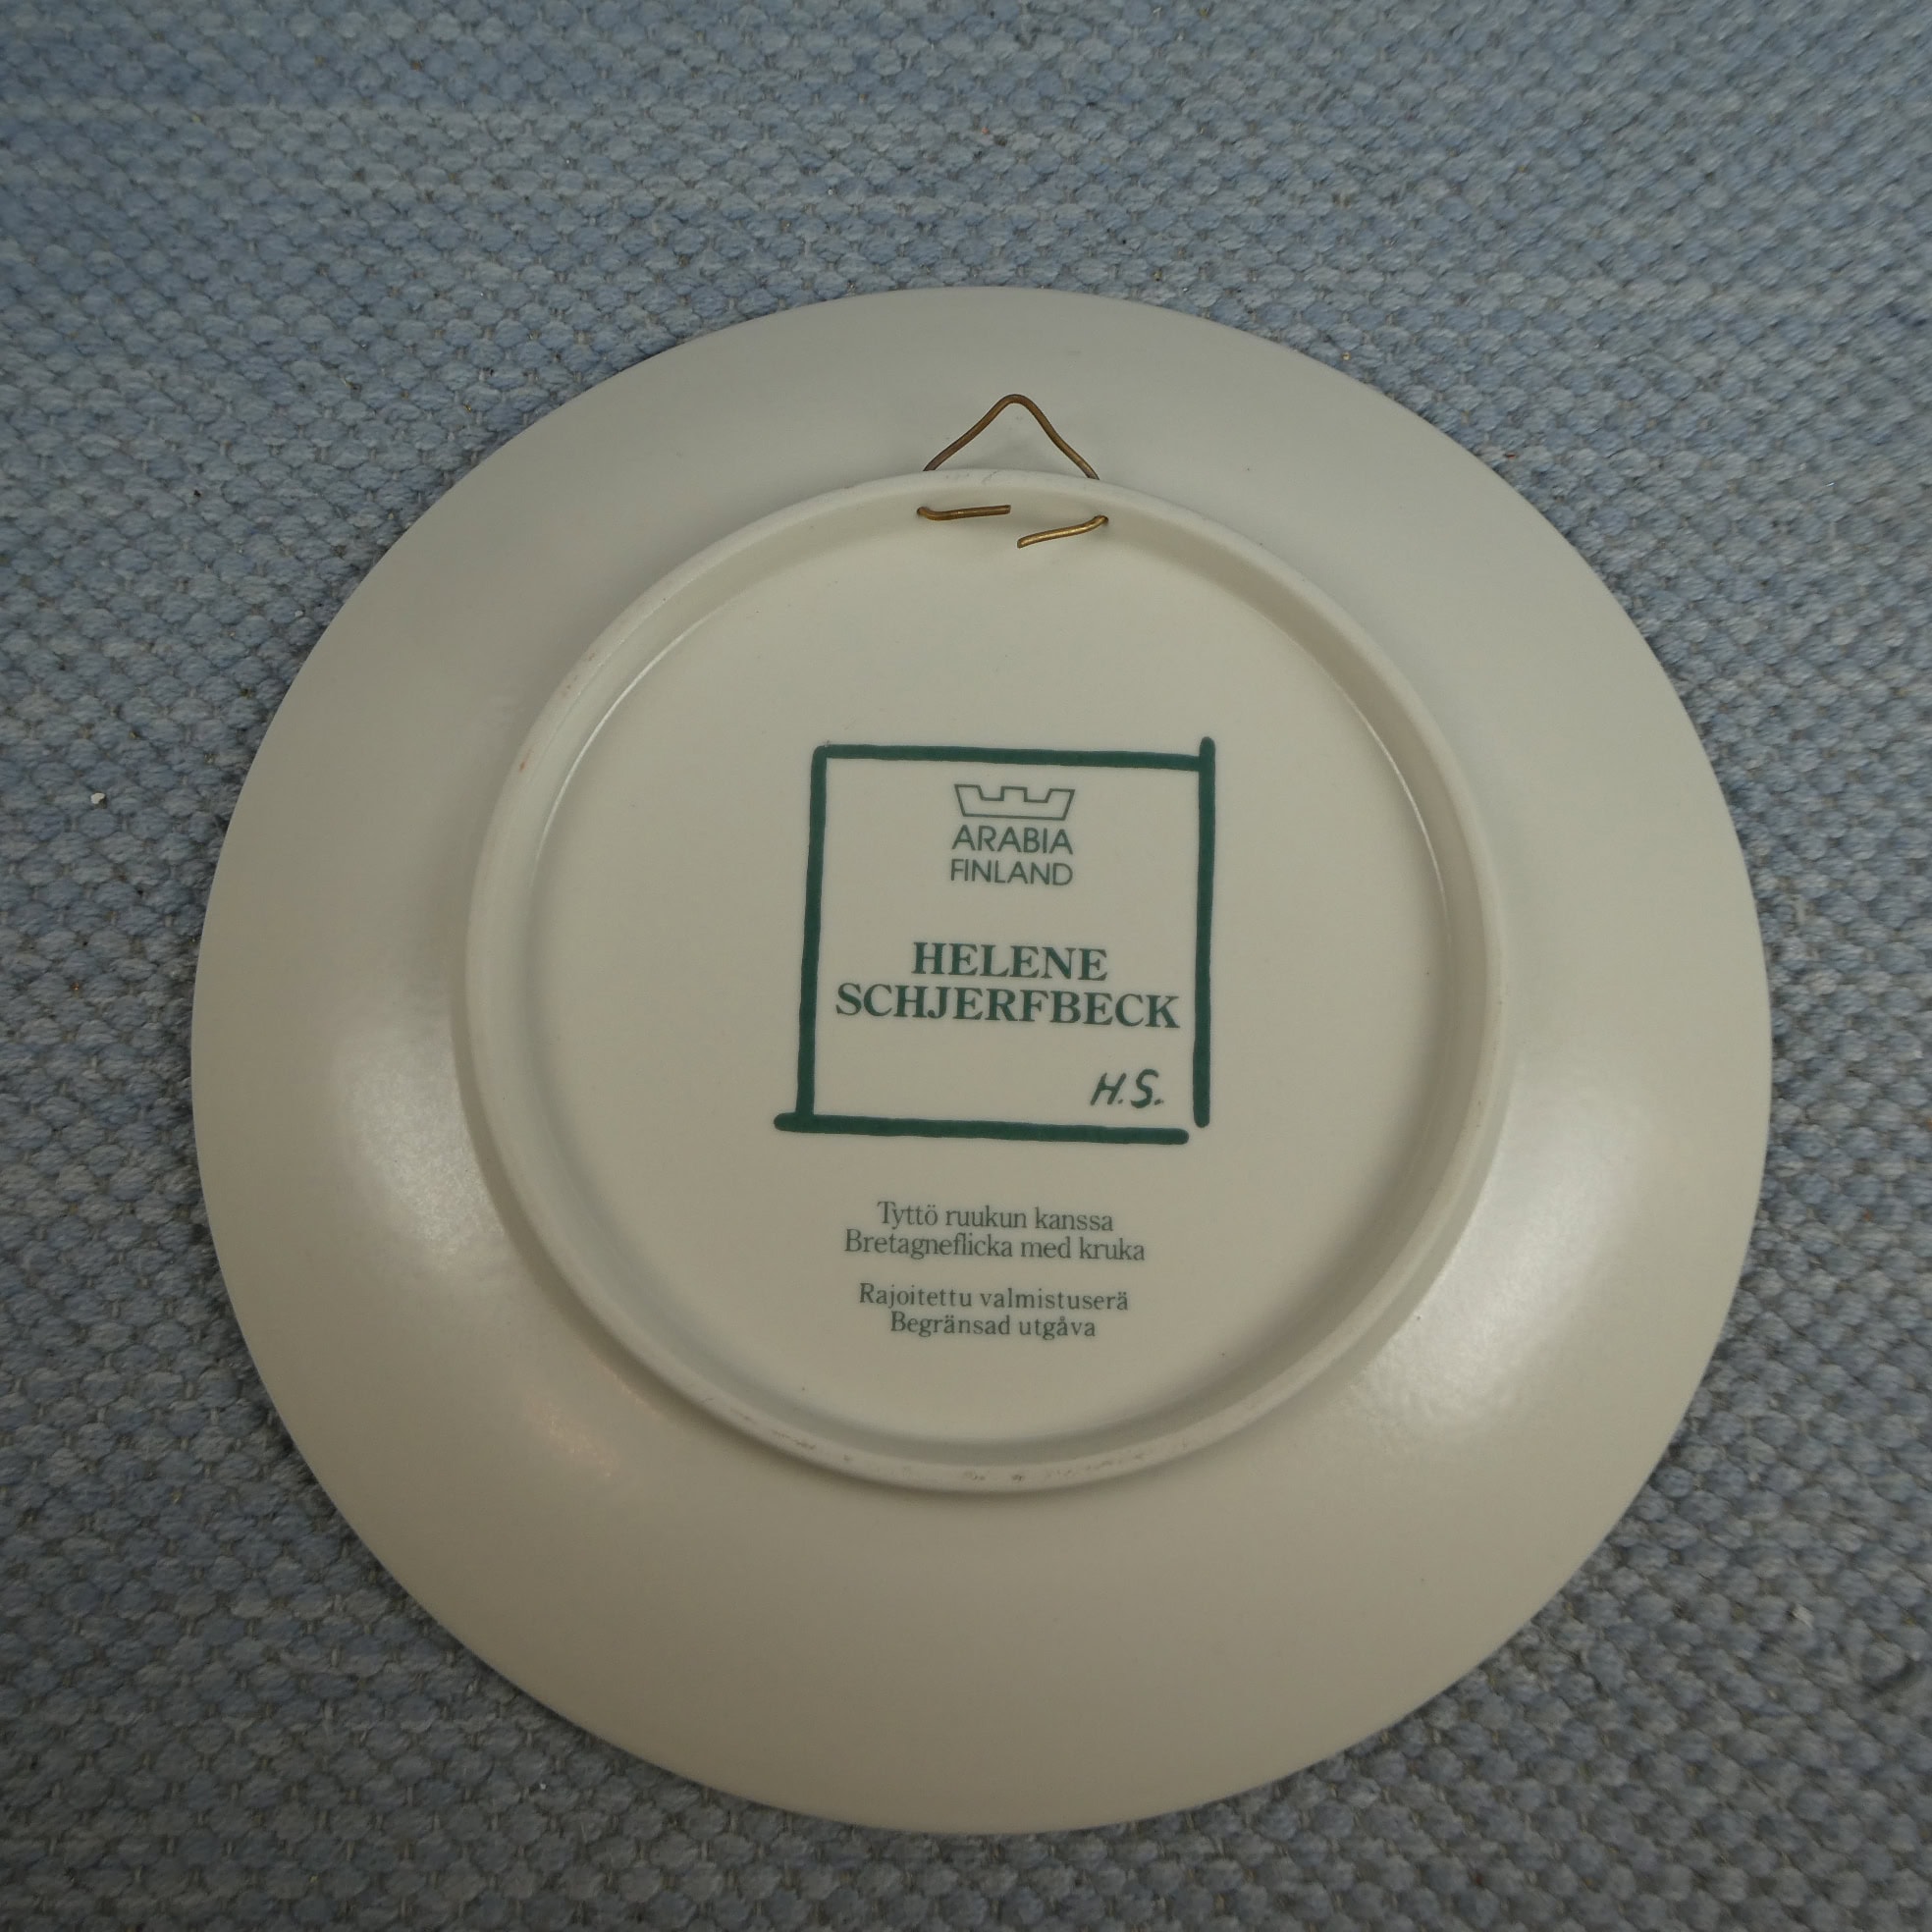 ARABIA
FINLAND
HELENE
SCHJERFBECK
H.S.
Tyttö ruukun kanssa
Bretagneflicka med kruka
Rajoitettu valmistuserä
Begränsad utgåva